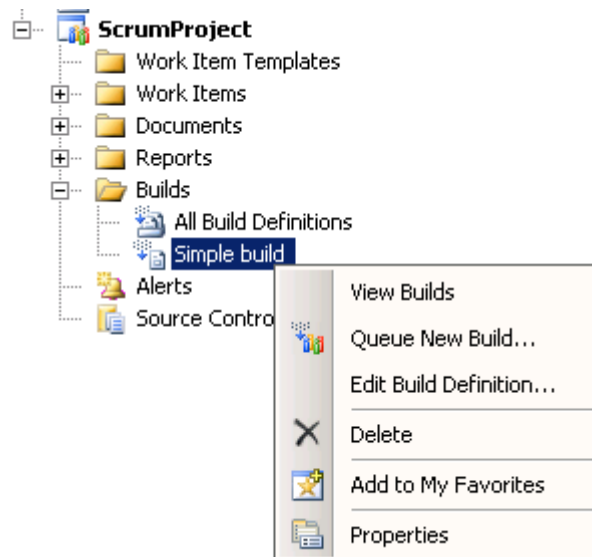 ScrumProject
Work Item Templates
Work Items
Documents
Reports
Builds
All Build Definitions
Simple build
Alerts
Source Contro
View Builds
Queue New Build...
Edit Build Definition...
Delete
Add to My Favorites
Properties